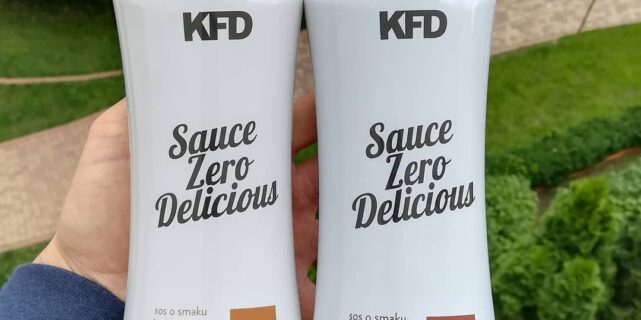 KFD
Sauce
Zero
Delicious
sos o smaku
KFD
Sauce
Zero
Delicious
sos o smaku